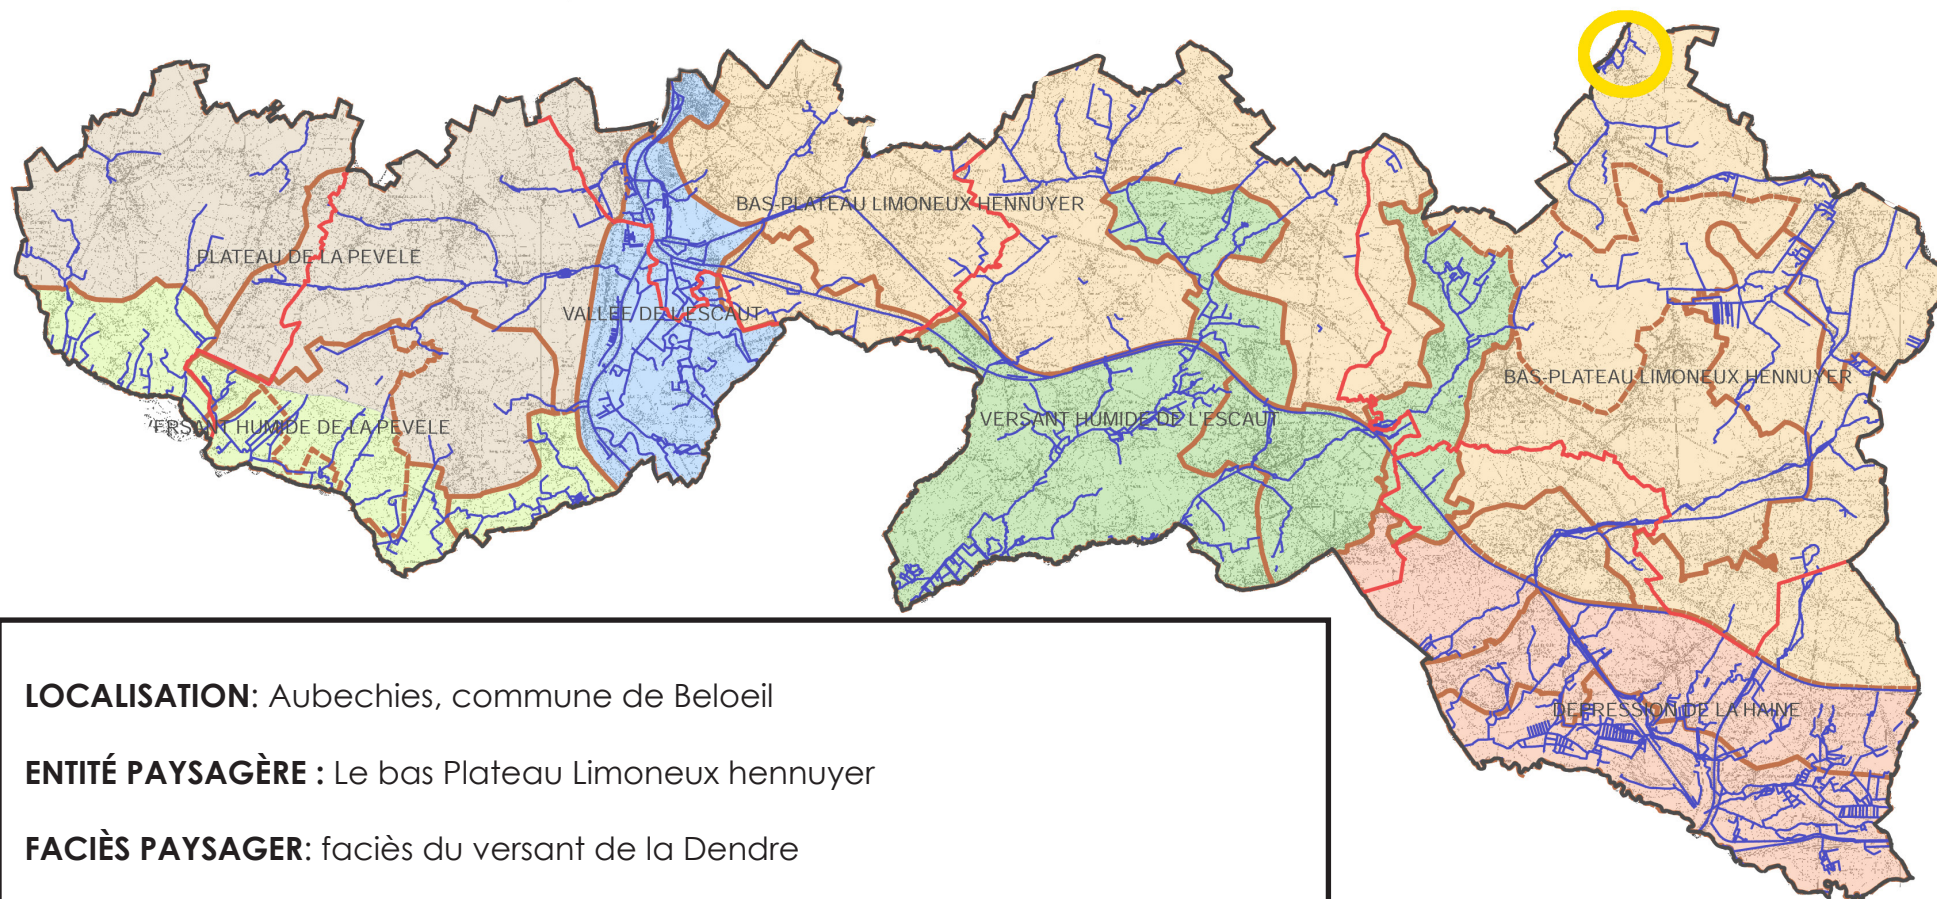 BAS-PLATEAU LIMONEUX HENNUYER
PLATEAU DE LA PEVELE
VALLEE DE L'ESCAUT
BAS-PLATEAU LIMONEUX HENNUYER
VERSANT HUMIDE DE L'ESCAUT
ERSANT HUMIDE DE LA PEVELE
DEPRESSION DE LA HAINE
LOCALISATION: Aubechies, commune de Beloeil
ENTITÉ PAYSAGÈRE : Le bas Plateau Limoneux hennuyer
FACIÈS PAYSAGER: faciès du versant de la Dendre